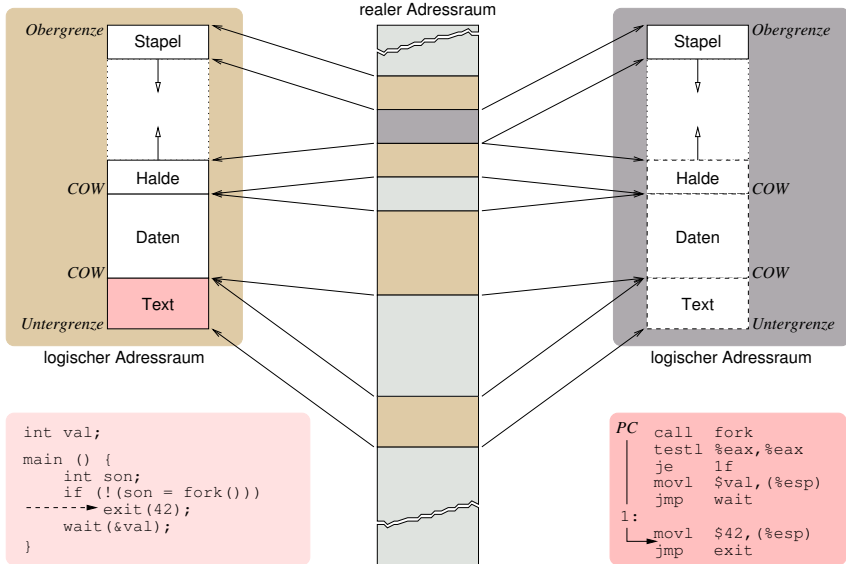 realer Adressraum
Obergrenze
Stapel
Halde
COW
Daten
COW
Text
Untergrenze
logischer Adressraum
Stapel
Obergrenze
Halde
COW
Daten
COW
Text
Untergrenze
logischer Adressraum
int val;
main () {
int son;
if (!(son = fork()))
exit(42);
wait(&val);
}
PC
call fork
testl %eax,%eax
je 1f
movl $val,(%esp)
jmp wait
1:
movl $42,(%esp)
jmp exit